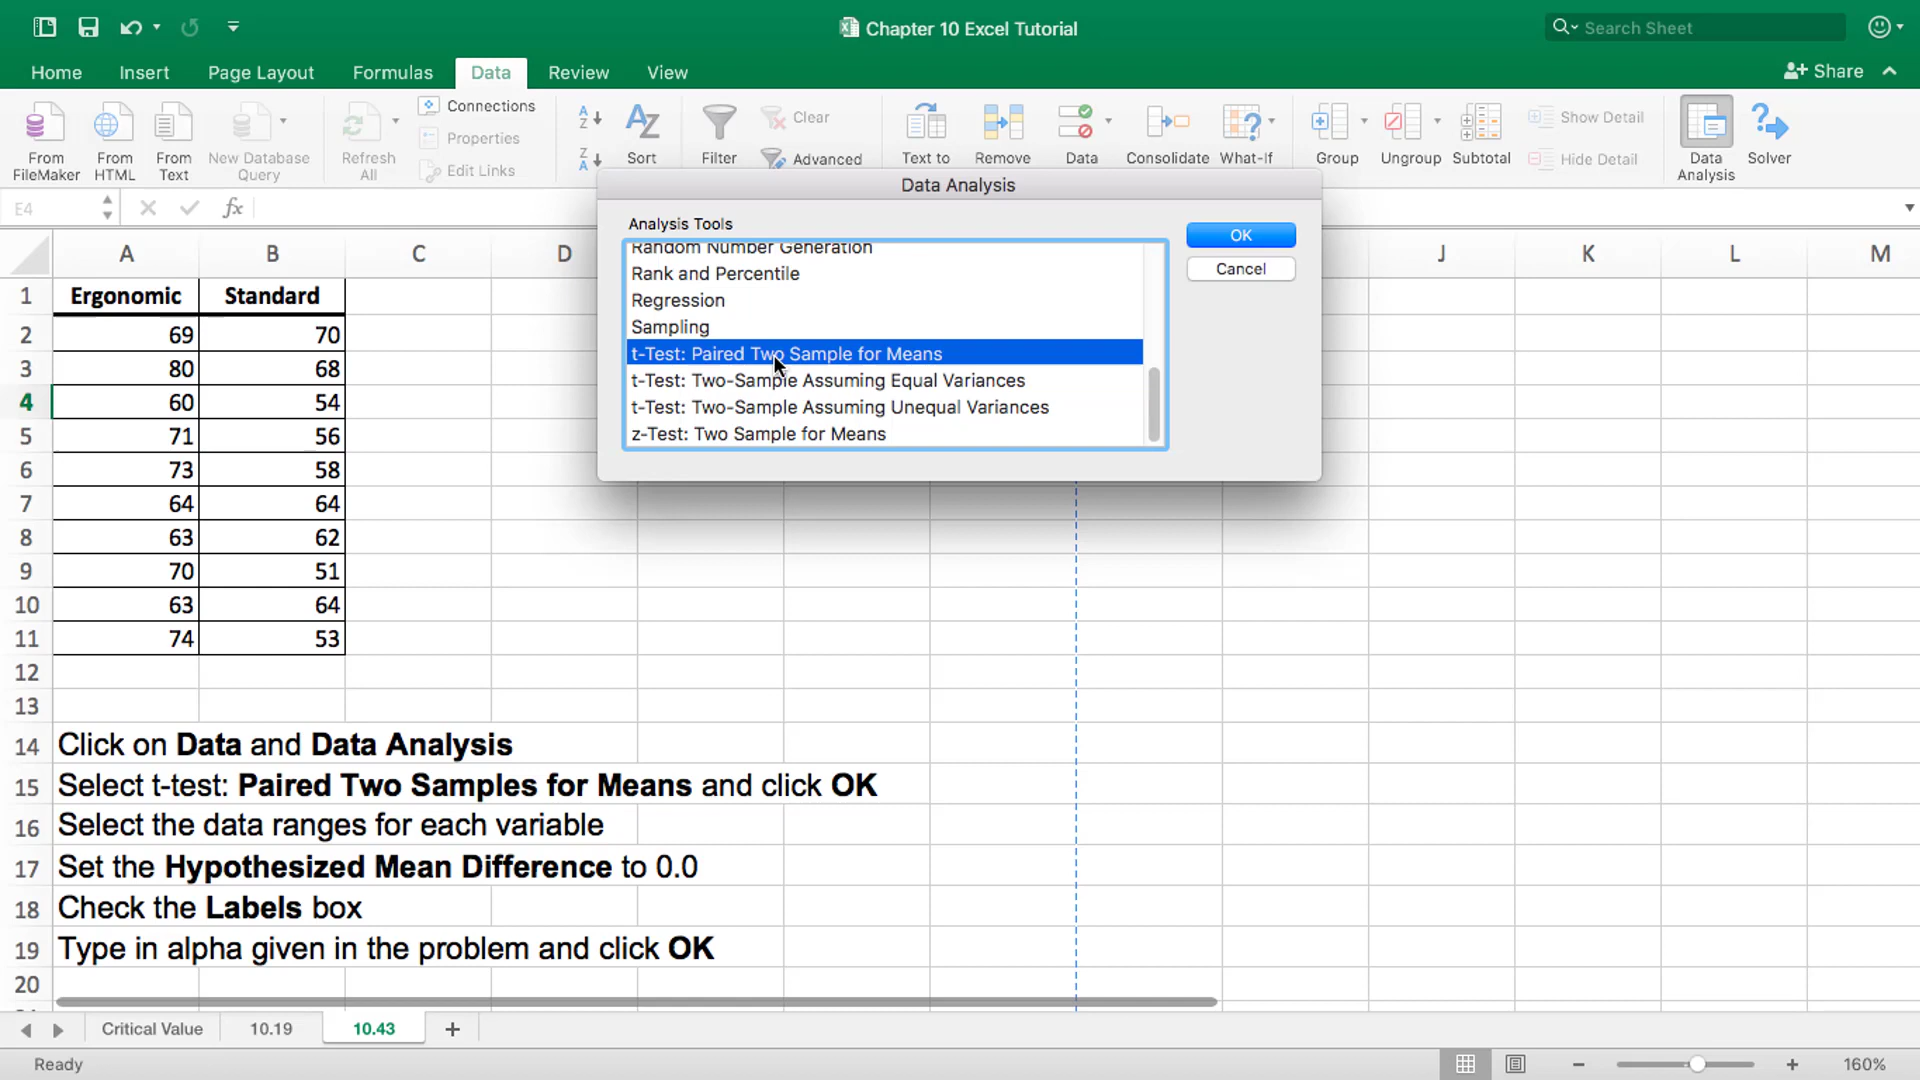 Chapter 10 Excel Tutorial
Search Sheet
Home Insert Page Layout Formulas Data Review View
Share
From FileMaker
From HTML
From Text
New Database Query
Refresh All
Connections
Properties
Edit Links
A Z
Z A
Sort
Filter
Clear
Advanced
Text to
Remove
Data
Consolidate
What-If
Group
Ungroup
Subtotal
Show Detail
Hide Detail
Data Analysis
Solver
E4
fx
Data Analysis
Analysis Tools
Random Number Generation
Rank and Percentile
Regression
Sampling
t-Test: Paired Two Sample for Means
t-Test: Two-Sample Assuming Equal Variances
t-Test: Two-Sample Assuming Unequal Variances
z-Test: Two Sample for Means
OK
Cancel
A B C D J K L M
1 Ergonomic Standard
2 69 70
3 80 68
4 60 54
5 71 56
6 73 58
7 64 64
8 63 62
9 70 51
10 63 64
11 74 53
12
13
14 Click on Data and Data Analysis
15 Select t-test: Paired Two Samples for Means and click OK
16 Select the data ranges for each variable
17 Set the Hypothesized Mean Difference to 0.0
18 Check the Labels box
19 Type in alpha given in the problem and click OK
20
Critical Value 10.19 10.43 +
Ready
160%